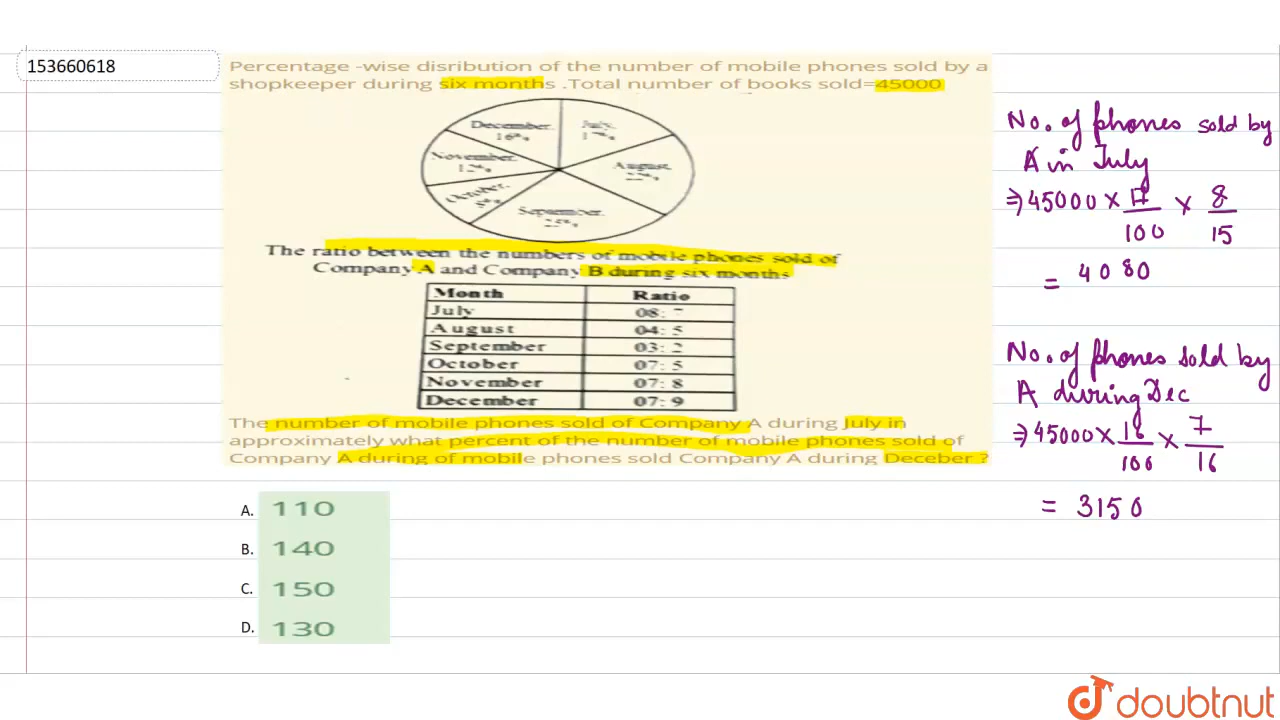 153660618
Percentage -wise disribution of the number of mobile phones sold by a
shopkeeper during six months .Total number of books sold=45000
December.
16%
July.
17%
August.
November.
12%
October.
September.
The ratio between the numbers of mobile phones sold of
Company A and Company B during six months
Month Ratio
July 08: 7
August 04: 5
September 03: 2
October 07: 5
November 07: 8
December 07: 9
The number of mobile phones sold of Company A during July in
approximately what percent of the number of mobile phones sold of
Company A during of mobile phones sold Company A during Deceber ?
A. 110
B. 140
C. 150
D. 130
No. of phones sold by
A in July
⇒ 45000 × 17/100 × 8/15
= 4080
No. of phones sold by
A during Dec
⇒ 45000 × 16/100 × 7/16
= 3150
doubtnut